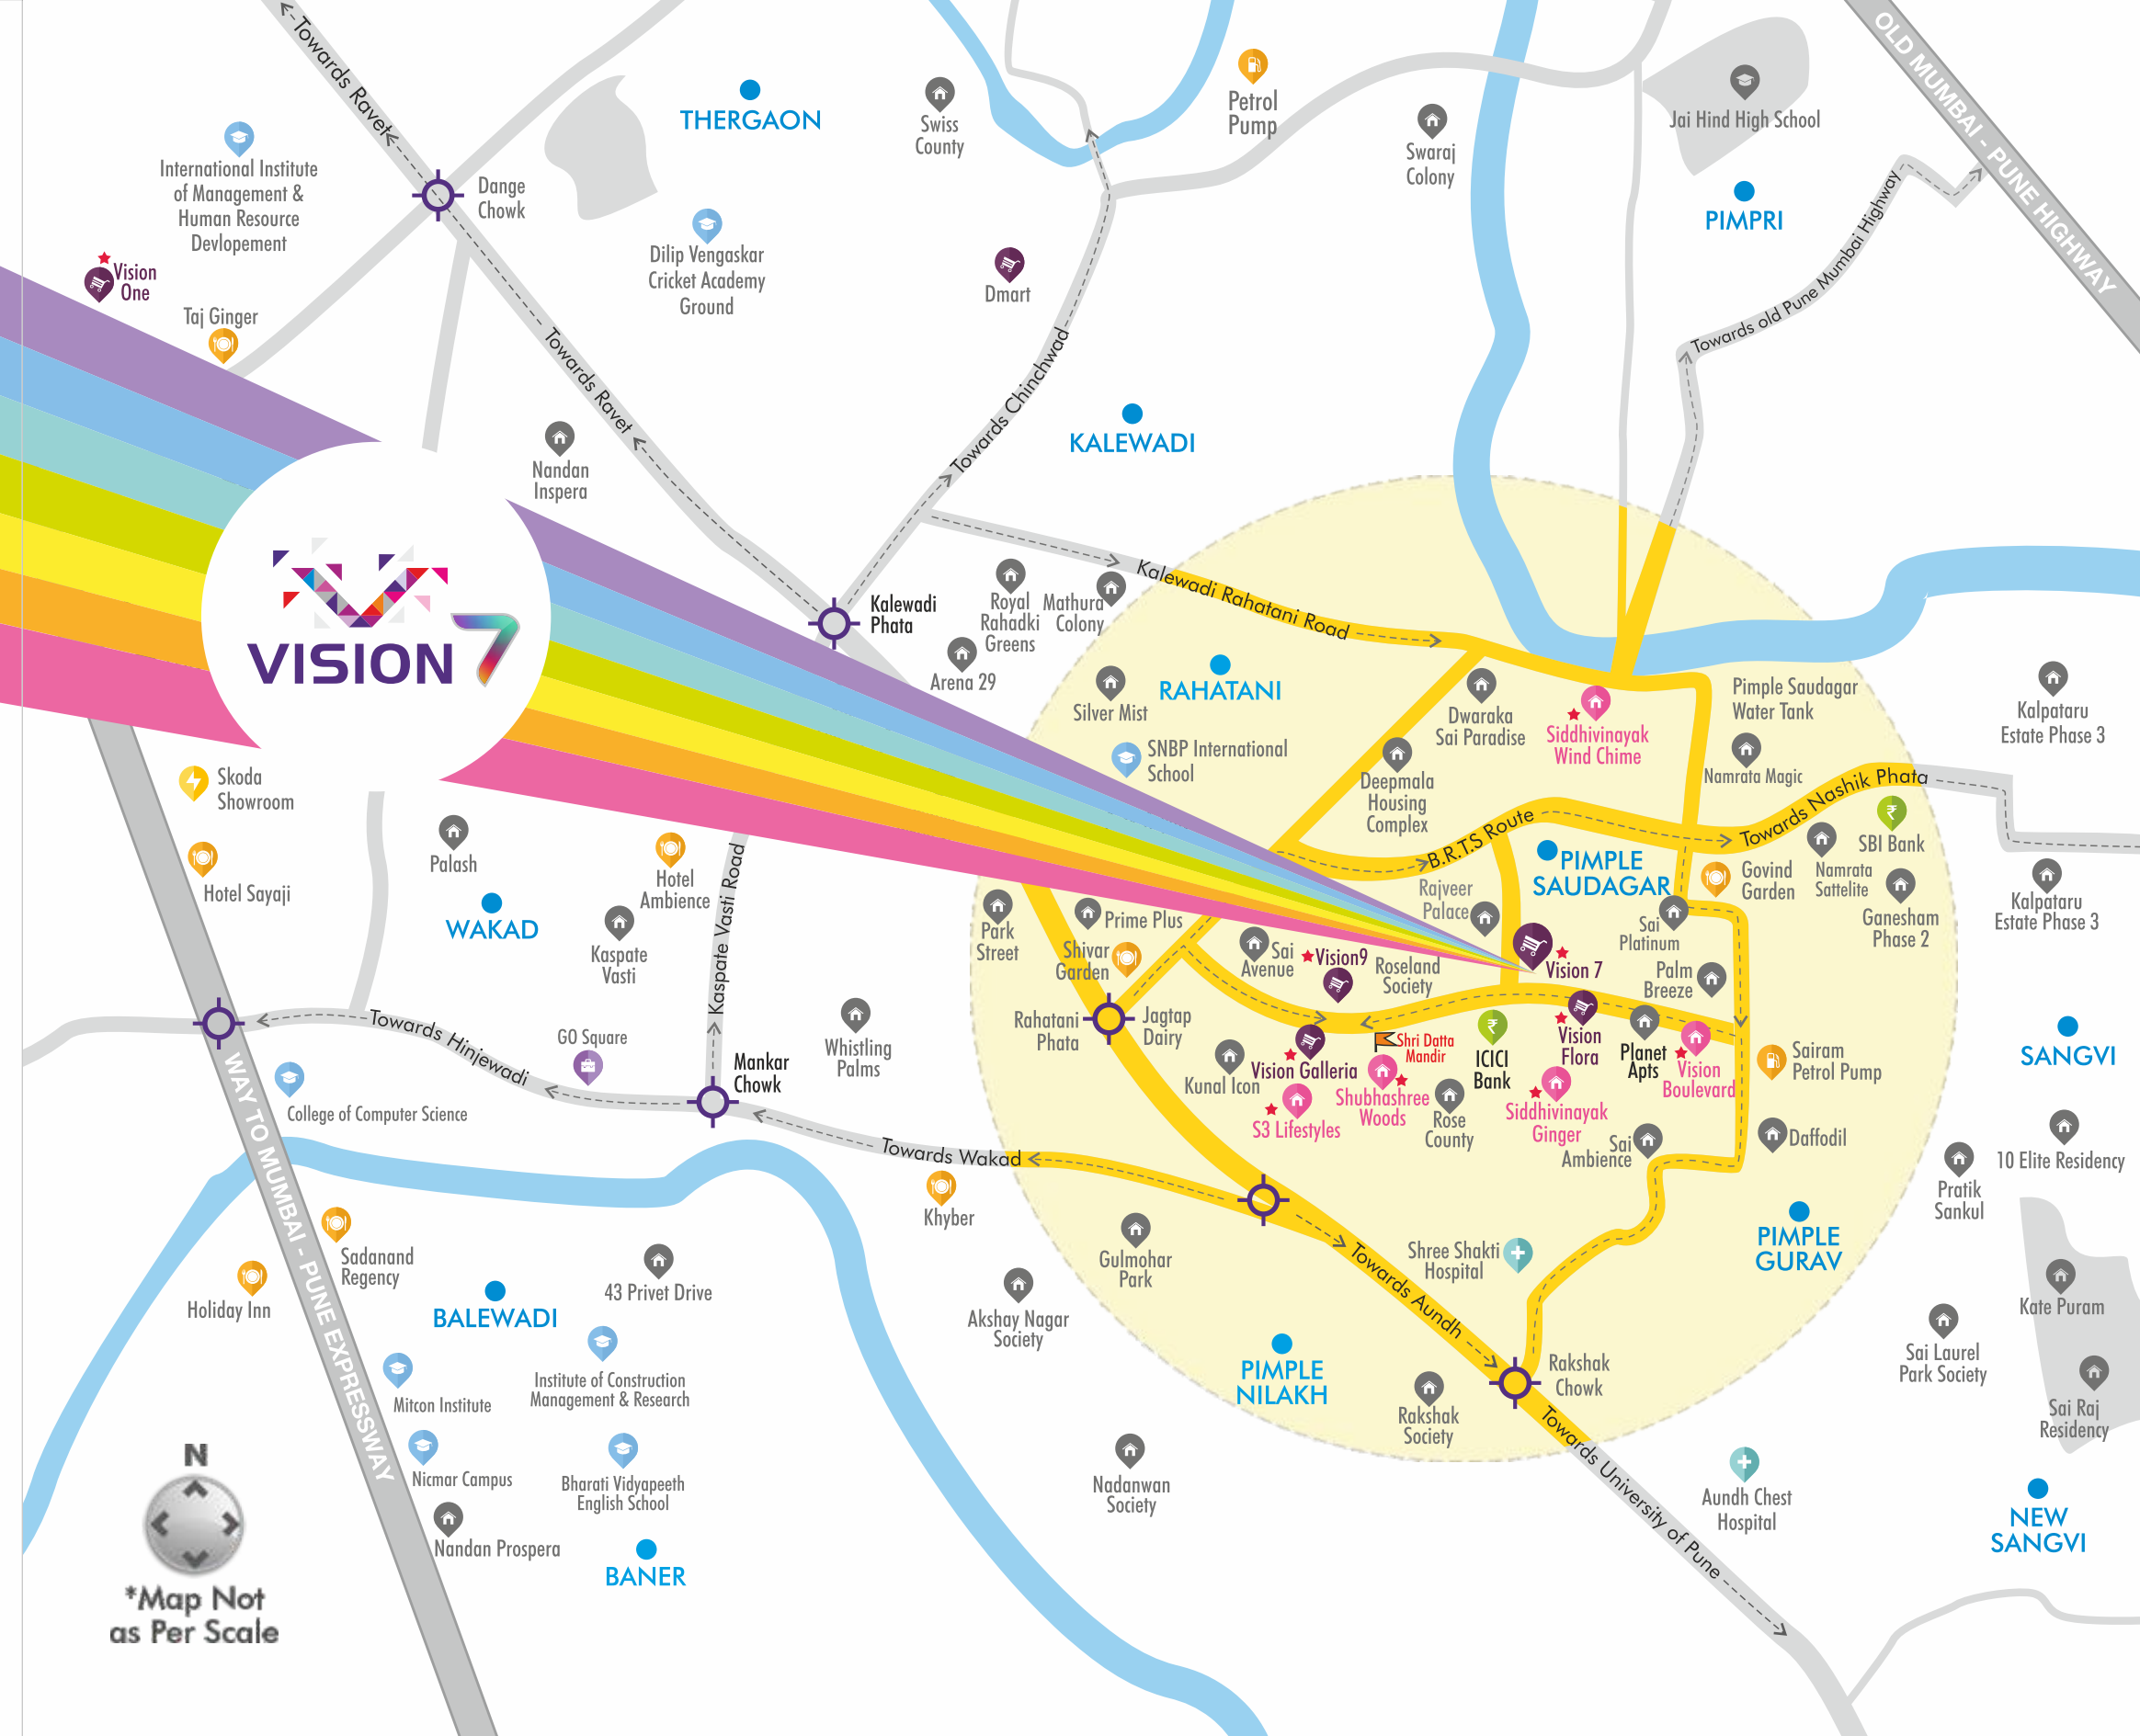 Towards Ravet
OLD MUMBAI - PUNE HIGHWAY
THERGAON
Swiss
County
Petrol
Pump
Swaraj
Colony
Jai Hind High School
PIMPRI
International Institute
of Management &
Human Resource
Devlopement
Dange
Chowk
Dilip Vengaskar
Cricket Academy
Ground
Dmart
Vision
One
Taj Ginger
Towards Ravet
Towards Chinchwad
Towards old Pune Mumbai Highway
KALEWADI
Nandan
Inspera
VISION 7
Kalewadi
Phata
Royal
Rahadki
Greens
Mathura
Colony
Kalewadi Rahatani Road
Arena 29
Silver Mist
RAHATANI
SNBP International
School
Dwaraka
Sai Paradise
Siddhivinayak
Wind Chime
Pimple Saudagar
Water Tank
Namrata Magic
Kalpataru
Estate Phase 3
Deepmala
Housing
Complex
B.R.T.S Route
Towards Nashik Phata
SBI Bank
Skoda
Showroom
Hotel Sayaji
Palash
WAKAD
Hotel
Ambience
Kaspate
Vasti
Kaspate Vasti Road
Park
Street
Prime Plus
Shivar
Garden
Sai
Avenue
Vision9
Roseland
Society
Rajveer
Palace
PIMPLE
SAUDAGAR
Govind
Garden
Namrata
Sattelite
Ganesham
Phase 2
Kalpataru
Estate Phase 3
Sai
Platinum
Vision 7
Palm
Breeze
Rahatani
Phata
Jagtap
Dairy
Towards Hinjewadi
GO Square
Mankar
Chowk
Whistling
Palms
Kunal Icon
Vision Galleria
Shri Datta
Mandir
ICICI
Bank
Vision
Flora
Planet
Apts
Vision
Boulevard
Sairam
Petrol Pump
SANGVI
S3 Lifestyles
Shubhashree
Woods
Rose
County
Siddhivinayak
Ginger
Sai
Ambience
Daffodil
10 Elite Residency
College of Computer Science
WAY TO MUMBAI - PUNE EXPRESSWAY
Towards Wakad
Khyber
Pratik
Sankul
Sadanand
Regency
Holiday Inn
BALEWADI
43 Privet Drive
Gulmohar
Park
Akshay Nagar
Society
Towards Aundh
Shree Shakti
Hospital
PIMPLE
GURAV
Kate Puram
Sai Laurel
Park Society
Mitcon Institute
Institute of Construction
Management & Research
PIMPLE
NILAKH
Rakshak
Chowk
Rakshak
Society
Sai Raj
Residency
Nicmar Campus
Bharati Vidyapeeth
English School
Nadanwan
Society
Towards University of Pune
Aundh Chest
Hospital
NEW
SANGVI
Nandan Prospera
BANER
N
*Map Not
as Per Scale